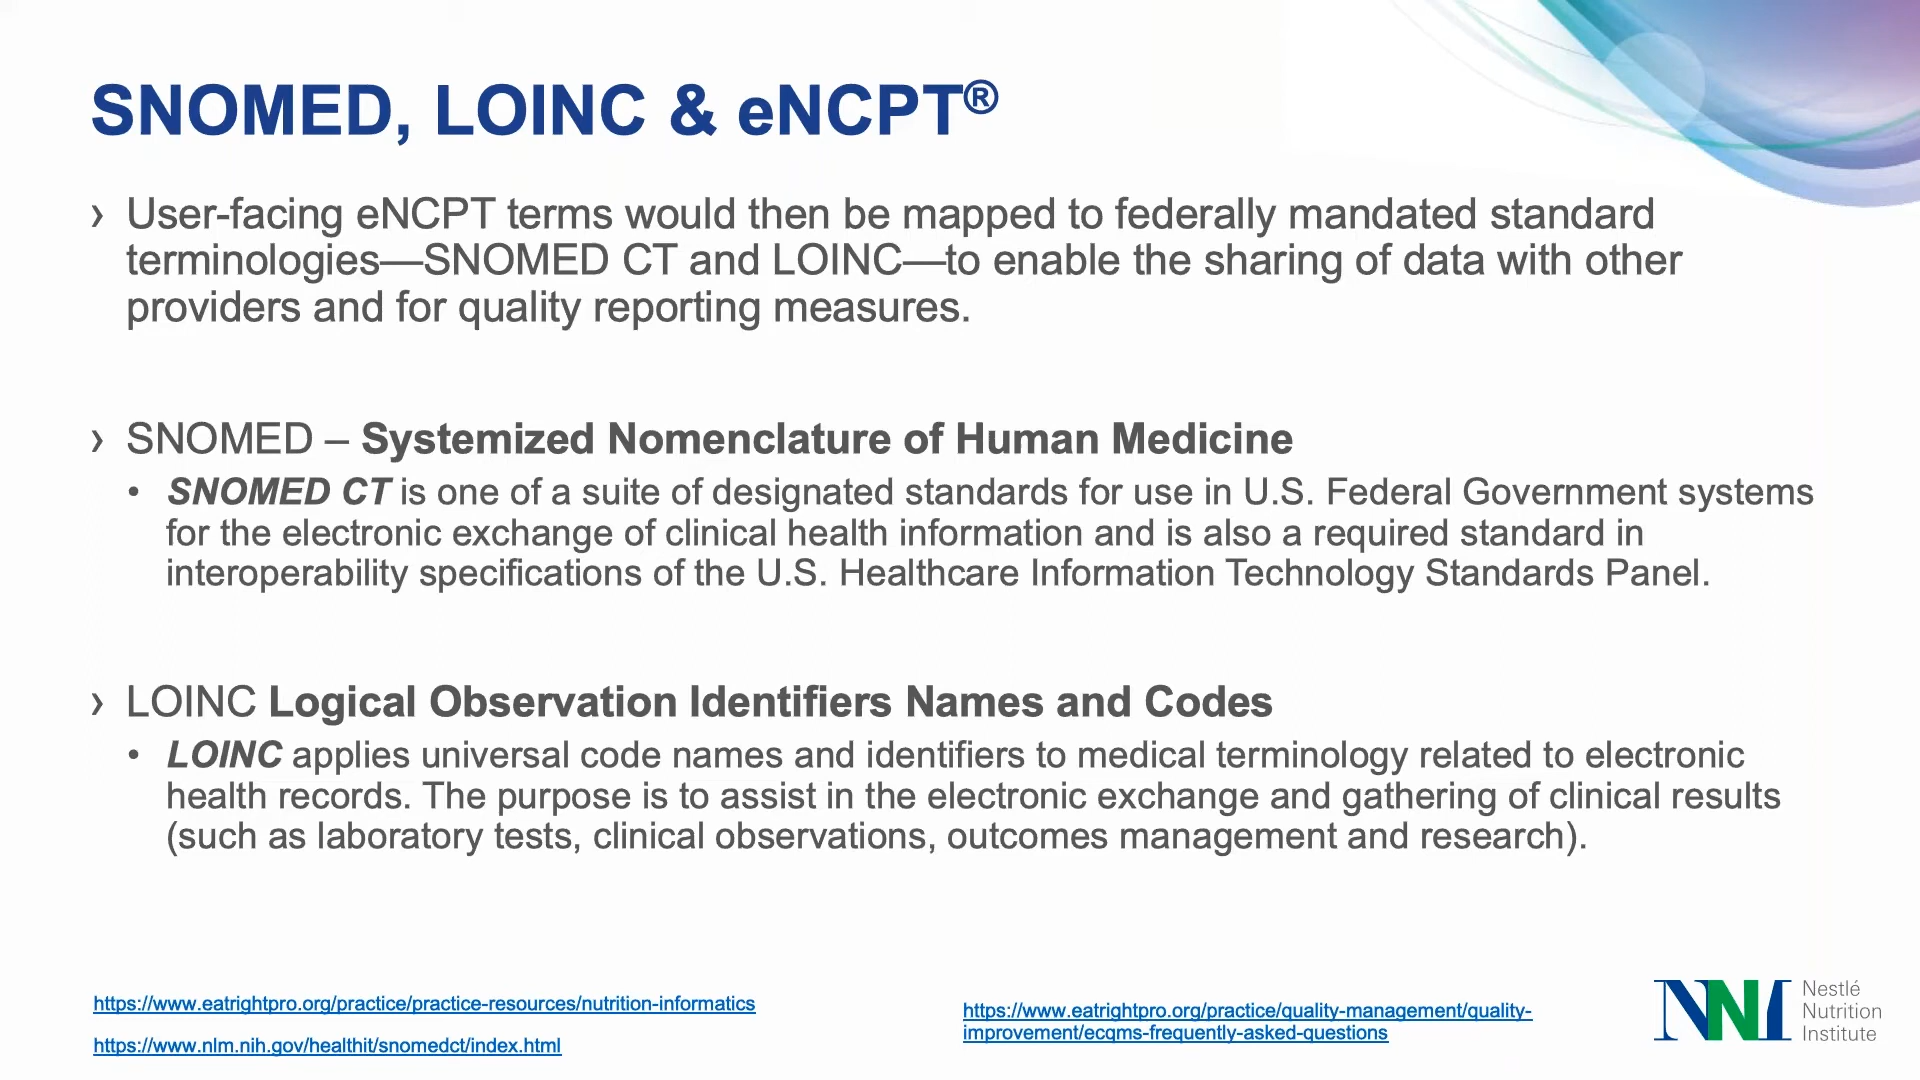 SNOMED, LOINC & eNCPT®
› User-facing eNCPT terms would then be mapped to federally mandated standard
terminologies—SNOMED CT and LOINC—to enable the sharing of data with other
providers and for quality reporting measures.
› SNOMED – Systemized Nomenclature of Human Medicine
• SNOMED CT is one of a suite of designated standards for use in U.S. Federal Government systems
for the electronic exchange of clinical health information and is also a required standard in
interoperability specifications of the U.S. Healthcare Information Technology Standards Panel.
› LOINC Logical Observation Identifiers Names and Codes
• LOINC applies universal code names and identifiers to medical terminology related to electronic
health records. The purpose is to assist in the electronic exchange and gathering of clinical results
(such as laboratory tests, clinical observations, outcomes management and research).
https://www.eatrightpro.org/practice/practice-resources/nutrition-informatics
https://www.nlm.nih.gov/healthit/snomedct/index.html
https://www.eatrightpro.org/practice/quality-management/quality-
improvement/ecqms-frequently-asked-questions
NNI
Nestlé
Nutrition
Institute